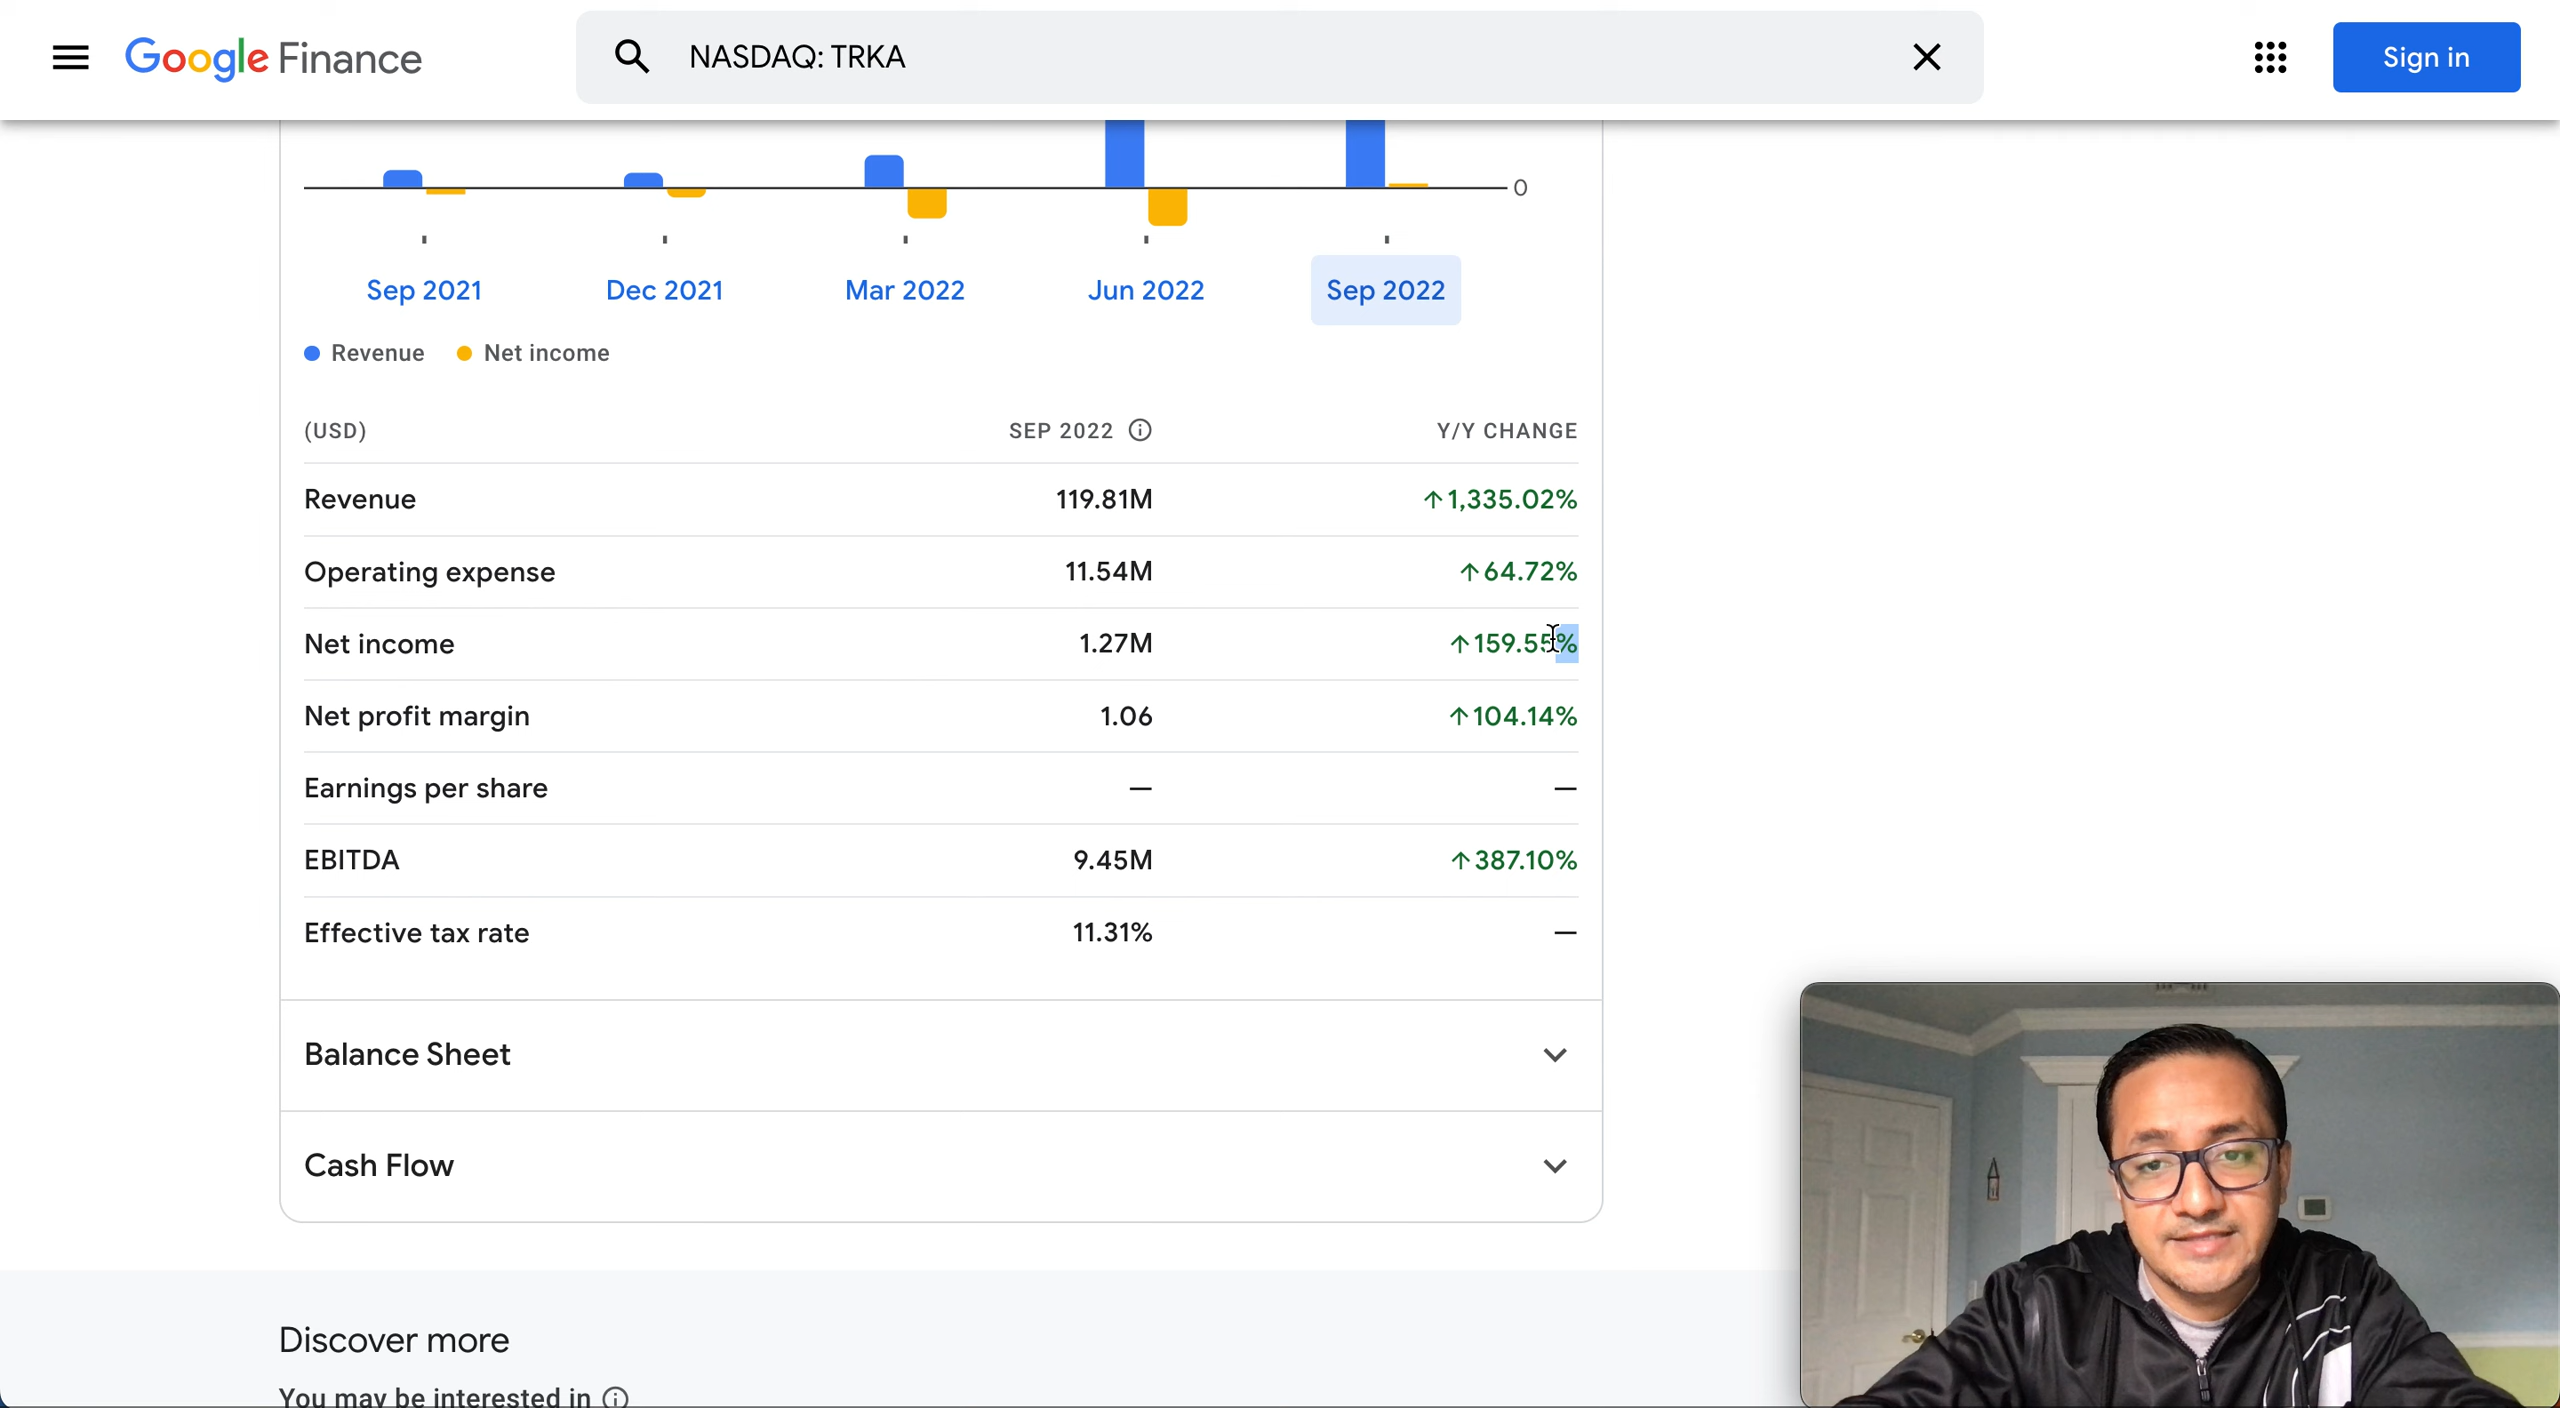 Google Finance
NASDAQ: TRKA
Sign in
0
Sep 2021 Dec 2021 Mar 2022 Jun 2022 Sep 2022
Revenue Net income
(USD) SEP 2022 Y/Y CHANGE
Revenue 119.81M ↑1,335.02%
Operating expense 11.54M ↑64.72%
Net income 1.27M ↑159.55%
Net profit margin 1.06 ↑104.14%
Earnings per share — —
EBITDA 9.45M ↑387.10%
Effective tax rate 11.31% —
Balance Sheet
Cash Flow
Discover more
You may be interested in